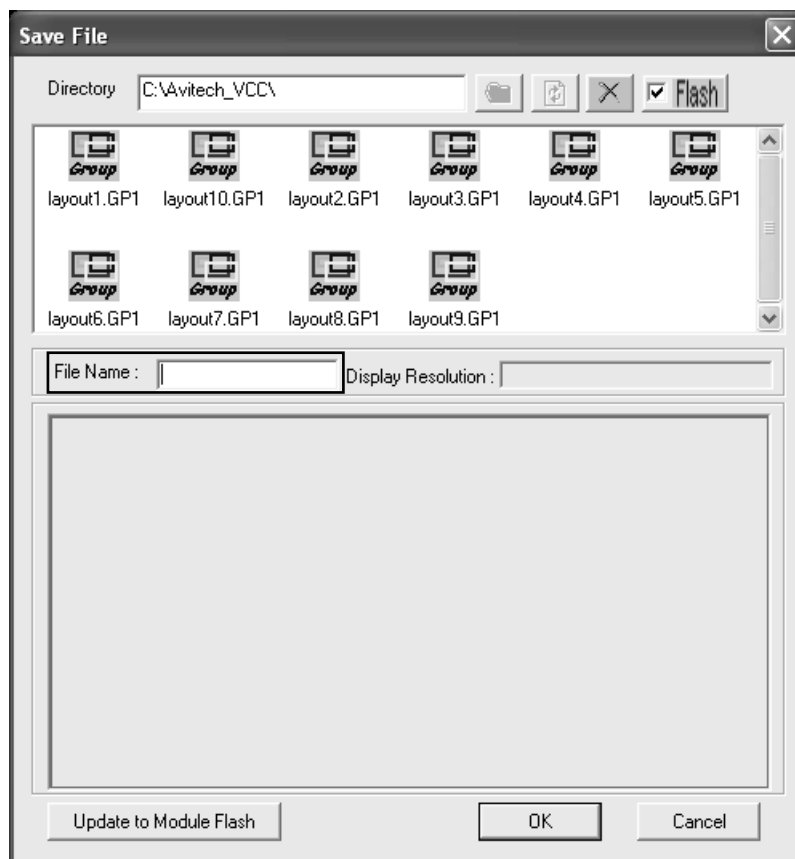 Save File
Directory C:\Avitech_VCC\ Flash
Group Group Group Group Group Group
layout1.GP1 layout10.GP1 layout2.GP1 layout3.GP1 layout4.GP1 layout5.GP1
Group Group Group Group
layout6.GP1 layout7.GP1 layout8.GP1 layout9.GP1
File Name : Display Resolution :
Update to Module Flash OK Cancel